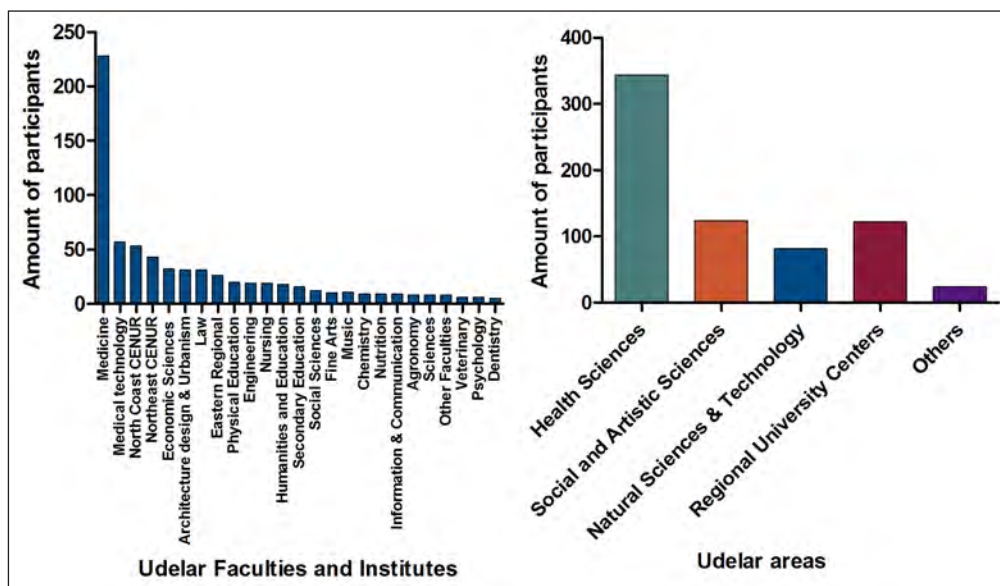 Amount of participants
250
200
150
100
50
0
Medicine
Medical technology
North Coast CENUR
Northeast CENUR
Economic Sciences
Architecture design & Urbanism
Law
Eastern Regional
Physical Education
Engineering
Nursing
Humanities and Education
Secondary Education
Social Sciences
Fine Arts
Music
Chemistry
Nutrition
Information & Communication
Agronomy
Sciences
Other Faculties
Veterinary
Psychology
Dentistry
Udelar Faculties and Institutes
Amount of participants
400
300
200
100
0
Health Sciences
Social and Artistic Sciences
Natural Sciences & Technology
Regional University Centers
Others
Udelar areas